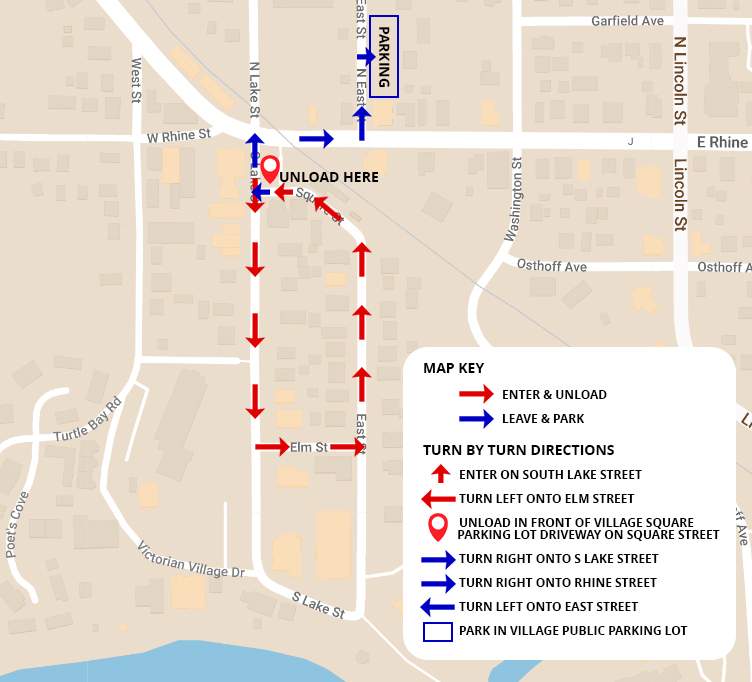 East St
PARKING
Garfield Ave
N Lincoln St
West St
N Lake St
N East
W Rhine St
J
E Rhine
UNLOAD HERE
Square St
Washington St
Lincoln St
Osthoff Ave
Osthoff A
MAP KEY
ENTER & UNLOAD
LEAVE & PARK
Turtle Bay Rd
Elm St
East St
TURN BY TURN DIRECTIONS
ENTER ON SOUTH LAKE STREET
TURN LEFT ONTO ELM STREET
UNLOAD IN FRONT OF VILLAGE SQUARE
PARKING LOT DRIVEWAY ON SQUARE STREET
TURN RIGHT ONTO S LAKE STREET
TURN RIGHT ONTO RHINE STREET
TURN LEFT ONTO EAST STREET
PARK IN VILLAGE PUBLIC PARKING LOT
Poet's Cove
Victorian Village Dr
S Lake St
ff Ave